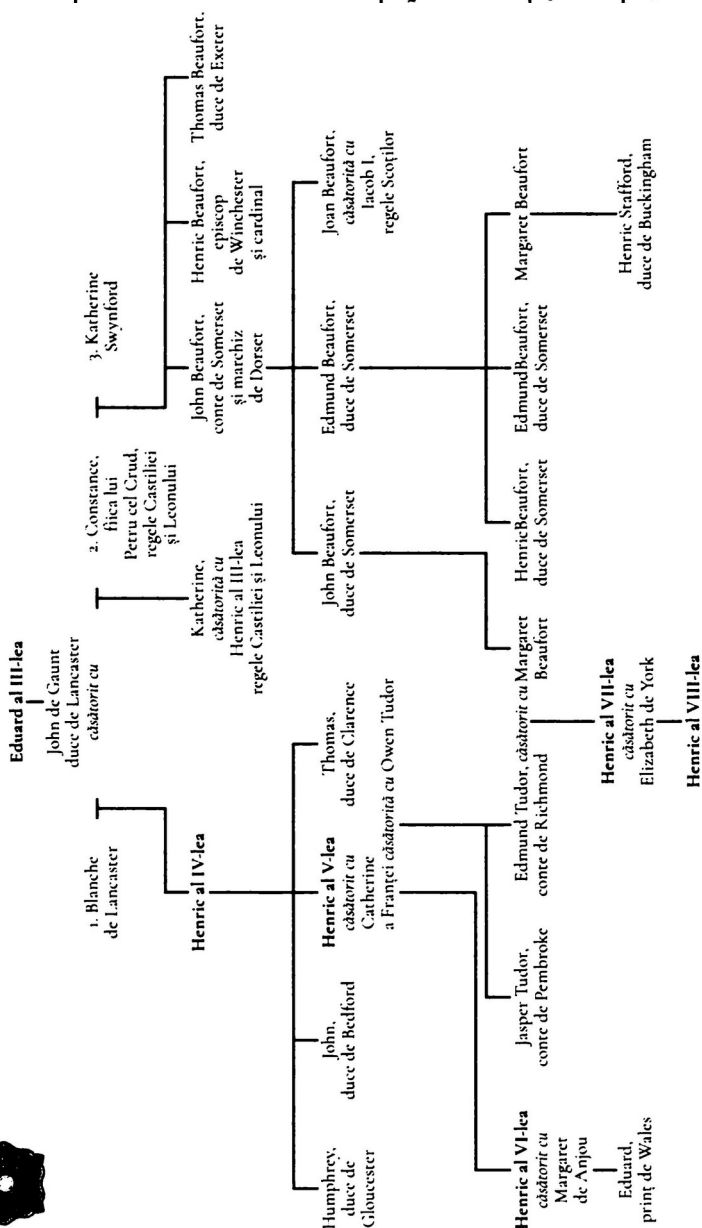 Eduard al III-lea
John de Gaunt
duce de Lancaster
căsătorit cu
1. Blanche
de Lancaster
2. Constance,
fiica lui
Petru cel Crud,
regele Castiliei
și Leonului
3. Katherine
Swynford
Henric al IV-lea
Katherine,
căsătorită cu
Henric al III-lea
regele Castiliei și Leonului
John Beaufort,
conte de Somerset
și marchiz
de Dorset
Henric Beaufort,
episcop
de Winchester
și cardinal
Thomas Beaufort,
duce de Exeter
Humphrey,
duce de
Gloucester
John,
duce de Bedford
Henric al V-lea
căsătorit cu
Catherine
a Franței căsătorită cu Owen Tudor
Thomas,
duce de Clarence
John Beaufort,
duce de Somerset
Edmund Beaufort,
duce de Somerset
Joan Beaufort,
căsătorită cu
Iacob I,
regele Scoților
Henric al VI-lea
căsătorit cu
Margaret
de Anjou
Jasper Tudor,
conte de Pembroke
Edmund Tudor, căsătorit cu Margaret
conte de Richmond
Beaufort
HenricBeaufort,
duce de Somerset
EdmundBeaufort,
duce de Somerset
Margaret Beaufort
Eduard,
prinț de Wales
Henric al VII-lea
căsătorit cu
Elizabeth de York
Henric Stafford,
duce de Buckingham
Henric al VIII-lea